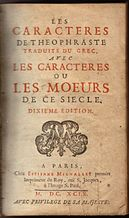 LES
CARACTERES
DE THEOPHRASTE
TRADUITS DU GREC,
AVEC
LES CARACTERES
OU
LES MOEURS
DE CE SIECLE.
DIXIEME EDITION.
A PARIS,
Chez ESTIENNE MICHALLET premier
Imprimeur du Roy, ruë S. Jacques,
à l'Image S. Paul.
M. DC. XCIX.
AVEC PRIVILEGE DE SA MAJESTÉ.